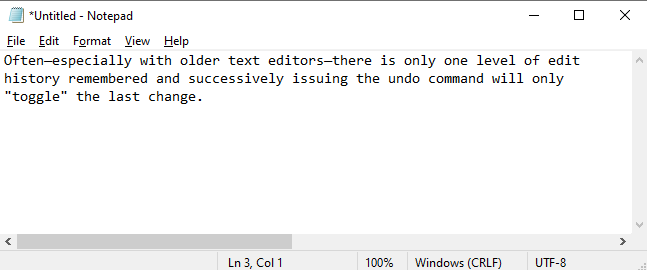 *Untitled - Notepad
File Edit Format View Help
Often—especially with older text editors—there is only one level of edit
history remembered and successively issuing the undo command will only
"toggle" the last change.
Ln 3, Col 1 100% Windows (CRLF) UTF-8